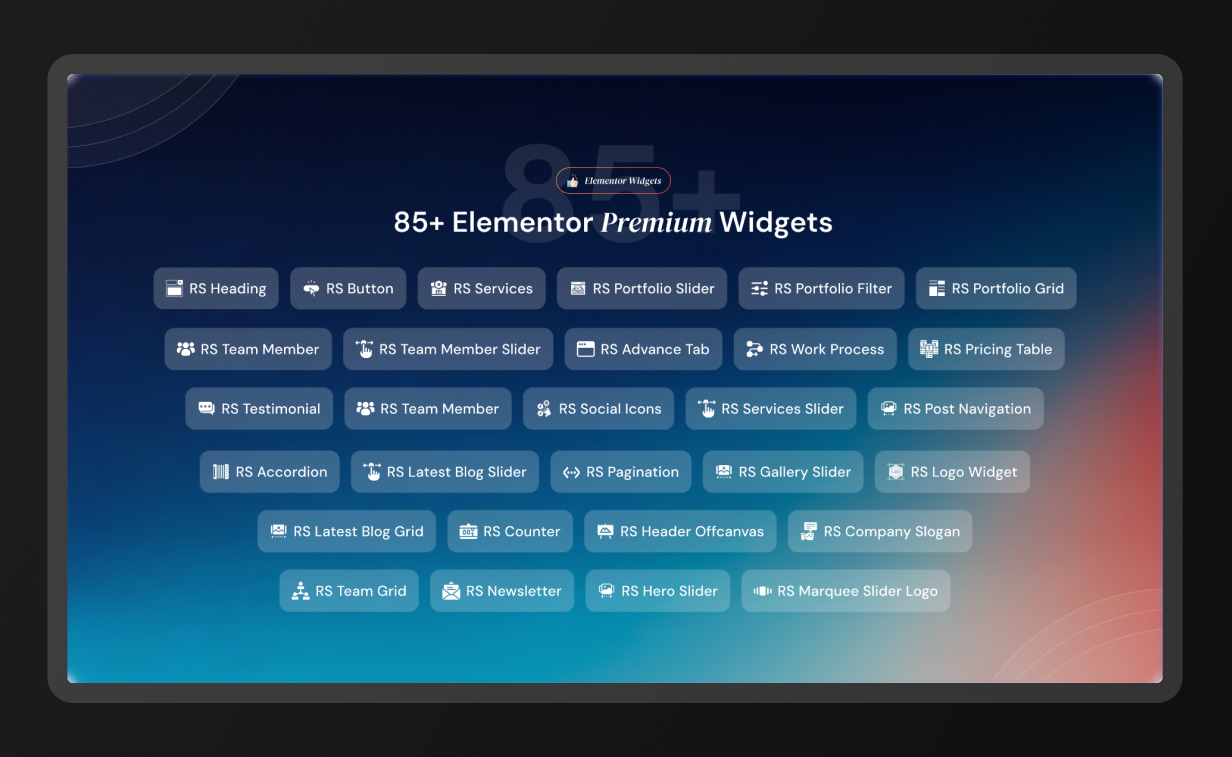 85+
Elementor Widgets
85+ Elementor Premium Widgets
RS Heading RS Button RS Services RS Portfolio Slider RS Portfolio Filter RS Portfolio Grid
RS Team Member RS Team Member Slider RS Advance Tab RS Work Process RS Pricing Table
RS Testimonial RS Team Member RS Social Icons RS Services Slider RS Post Navigation
RS Accordion RS Latest Blog Slider RS Pagination RS Gallery Slider RS Logo Widget
RS Latest Blog Grid RS Counter RS Header Offcanvas RS Company Slogan
RS Team Grid RS Newsletter RS Hero Slider RS Marquee Slider Logo